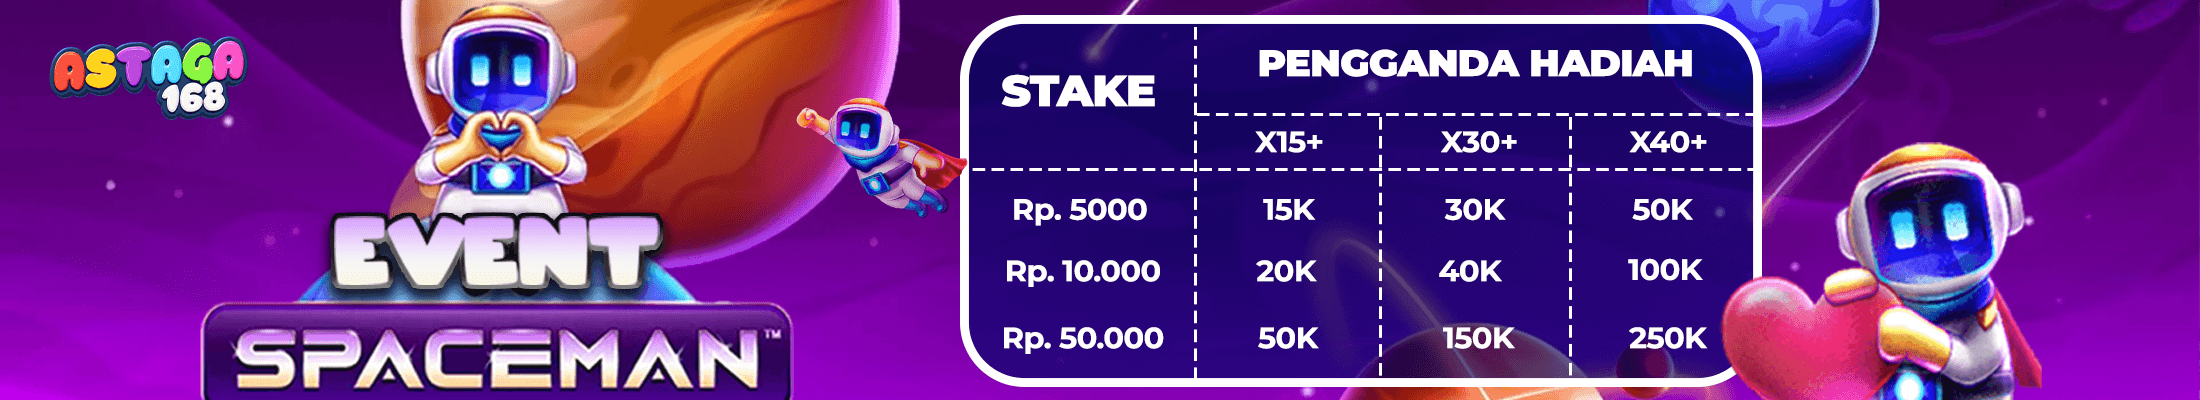 ASTAGA
168
EVENT
SPACEMAN™
STAKE
PENGGANDA HADIAH
X15+ X30+ X40+
Rp. 5000 15K 30K 50K
Rp. 10.000 20K 40K 100K
Rp. 50.000 50K 150K 250K